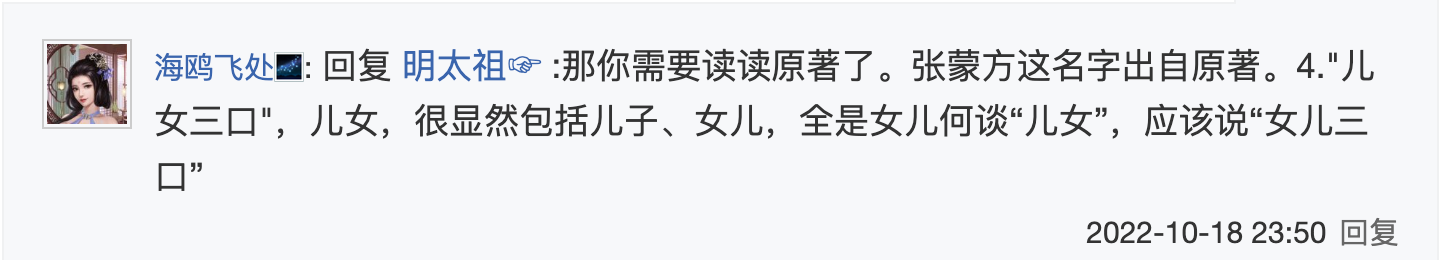 海鸥飞处: 回复 明太祖 :那你需要读读原著了。张蒙方这名字出自原著。4."儿
女三口"，儿女，很显然包括儿子、女儿，全是女儿何谈“儿女”，应该说“女儿三
口”
2022-10-18 23:50 回复